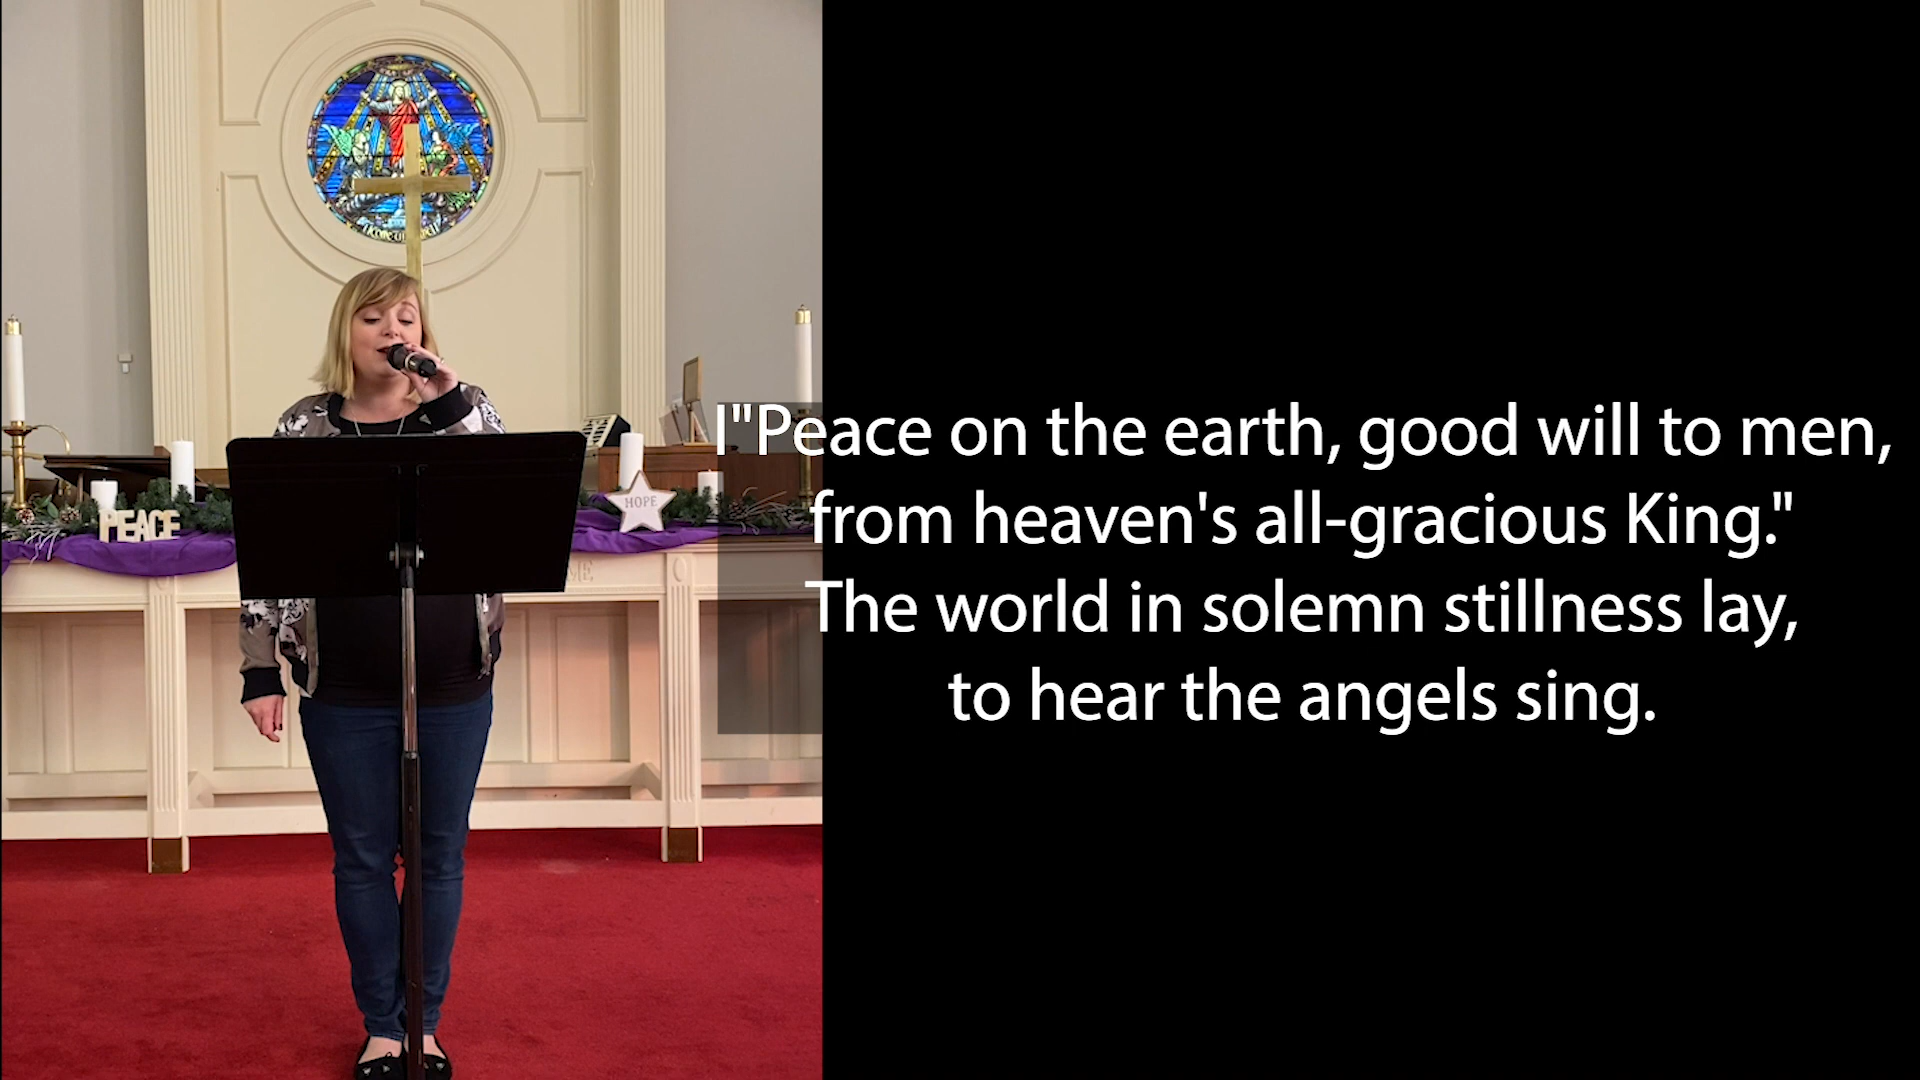 I"Peace on the earth, good will to men,
from heaven's all-gracious King."
The world in solemn stillness lay,
to hear the angels sing.
PEACE
HOPE